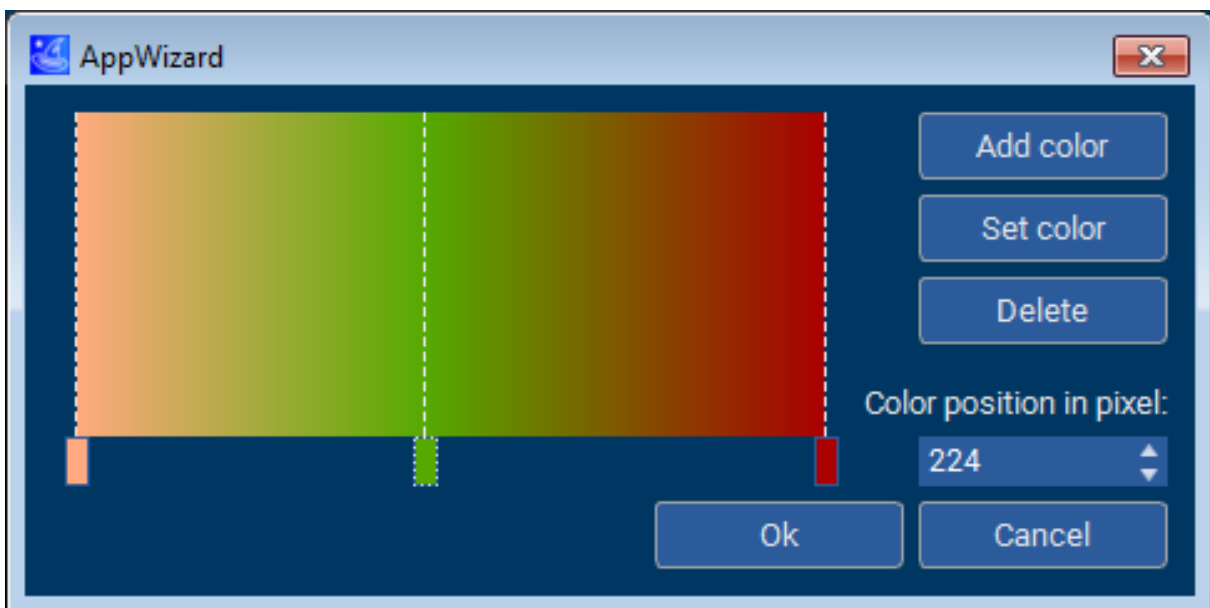 AppWizard
Add color
Set color
Delete
Color position in pixel:
224
Ok
Cancel